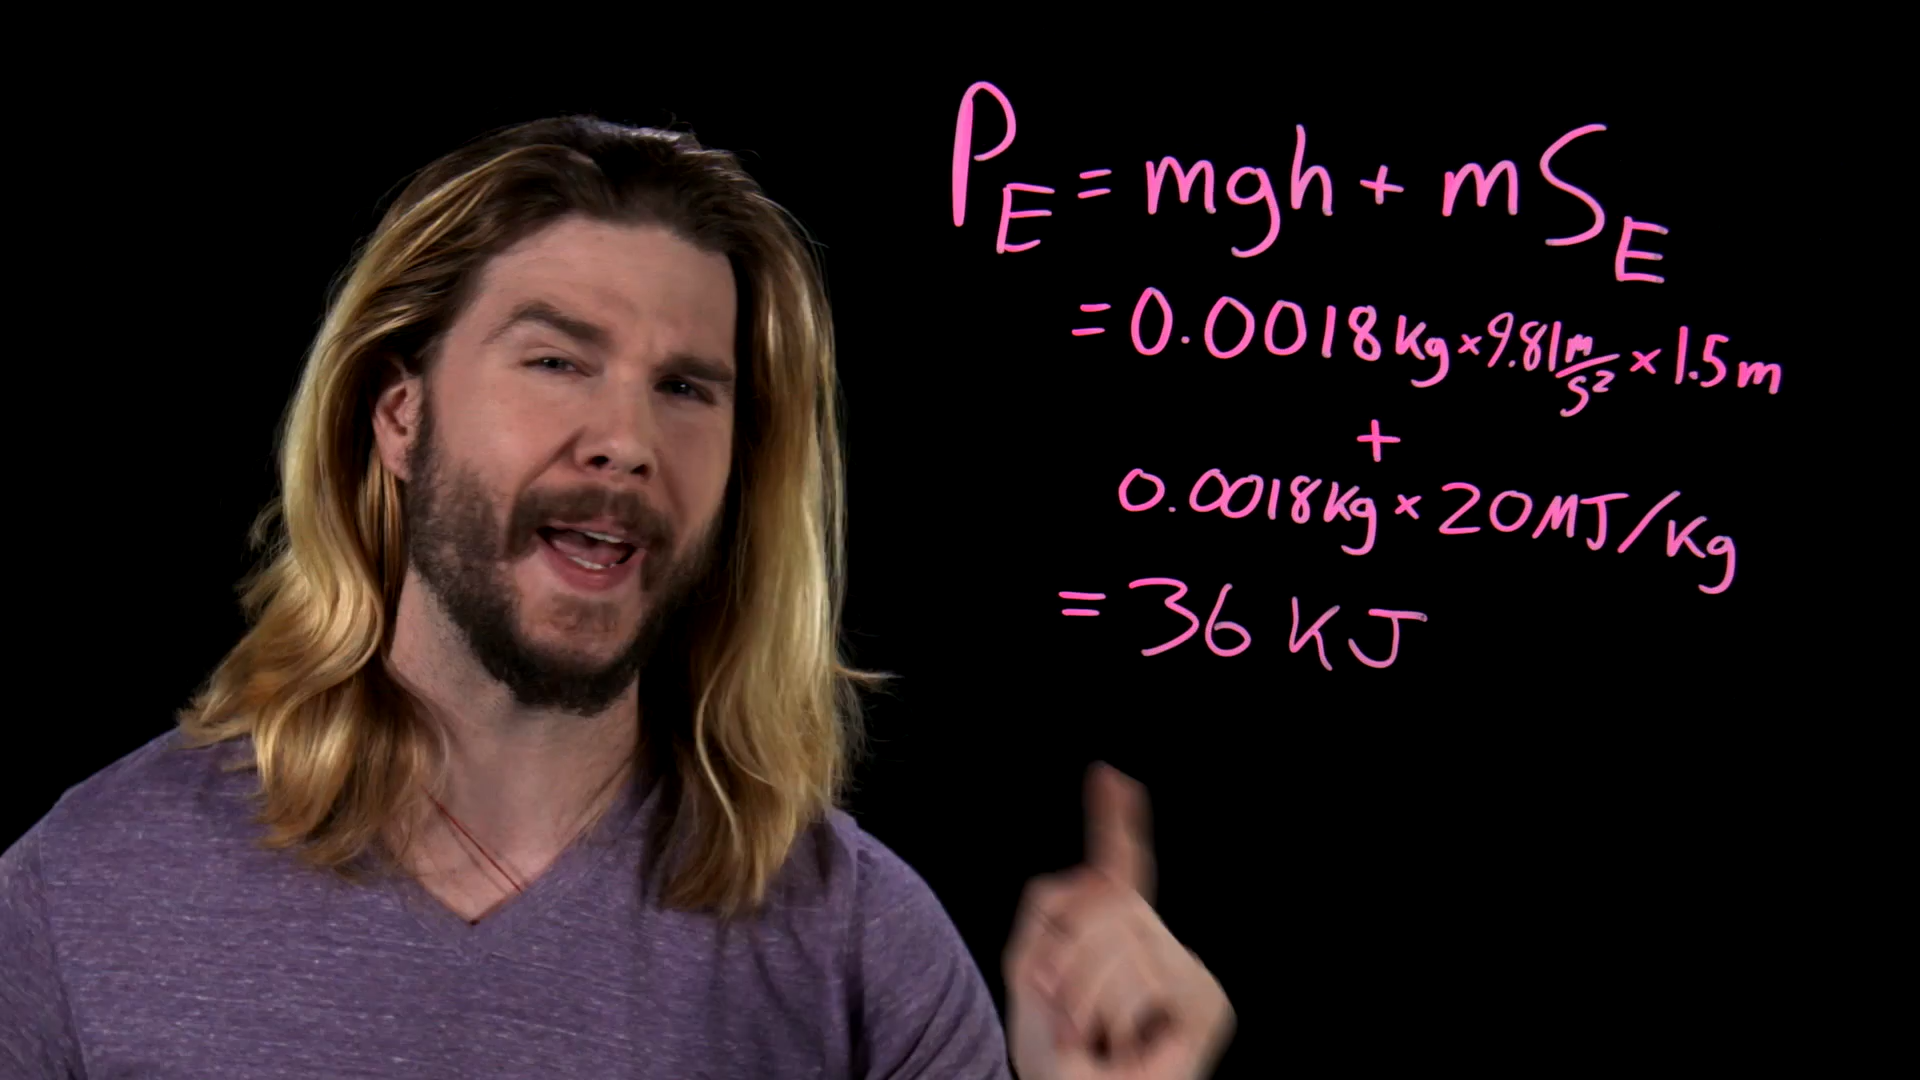 PE = mgh + mSE
= 0.0018 kg × 9.81 m/s² × 1.5 m
+
0.0018 kg × 20 MJ/kg
= 36 KJ